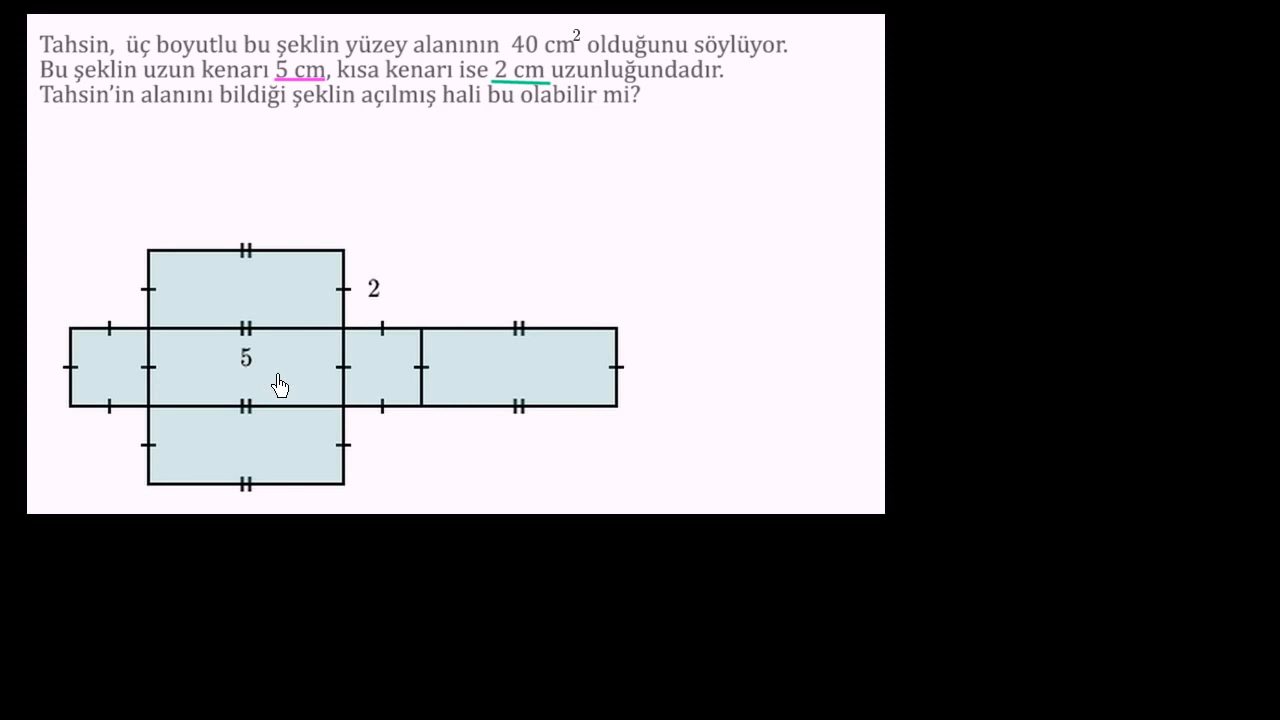 Tahsin, üç boyutlu bu şeklin yüzey alanının 40 cm² olduğunu söylüyor.
Bu şeklin uzun kenarı 5 cm, kısa kenarı ise 2 cm uzunluğundadır.
Tahsin'in alanını bildiği şeklin açılmış hali bu olabilir mi?
2
5